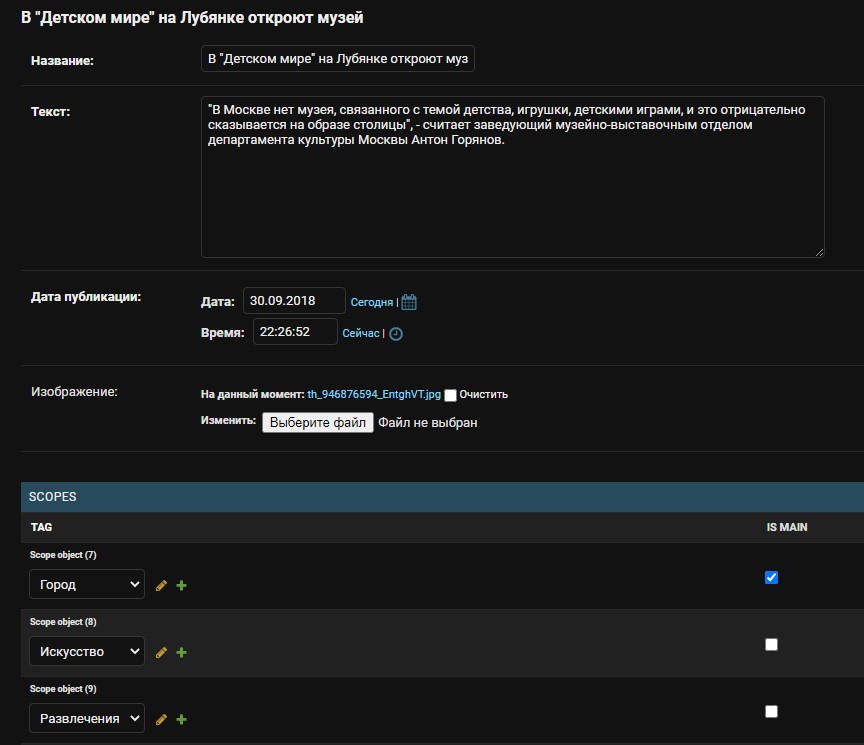 В "Детском мире" на Лубянке откроют музей
Название: В "Детском мире" на Лубянке откроют муз
Текст: "В Москве нет музея, связанного с темой детства, игрушки, детскими играми, и это отрицательно
сказывается на образе столицы", - считает заведующий музейно-выставочным отделом
департамента культуры Москвы Антон Горянов.
Дата публикации: Дата: 30.09.2018 Сегодня |
Время: 22:26:52 Сейчас |
Изображение: На данный момент: th_946876594_EntghVT.jpg Очистить
Изменить: Выберите файл Файл не выбран
SCOPES
TAG IS MAIN
Scope object (7)
Город
Scope object (8)
Искусство
Scope object (9)
Развлечения